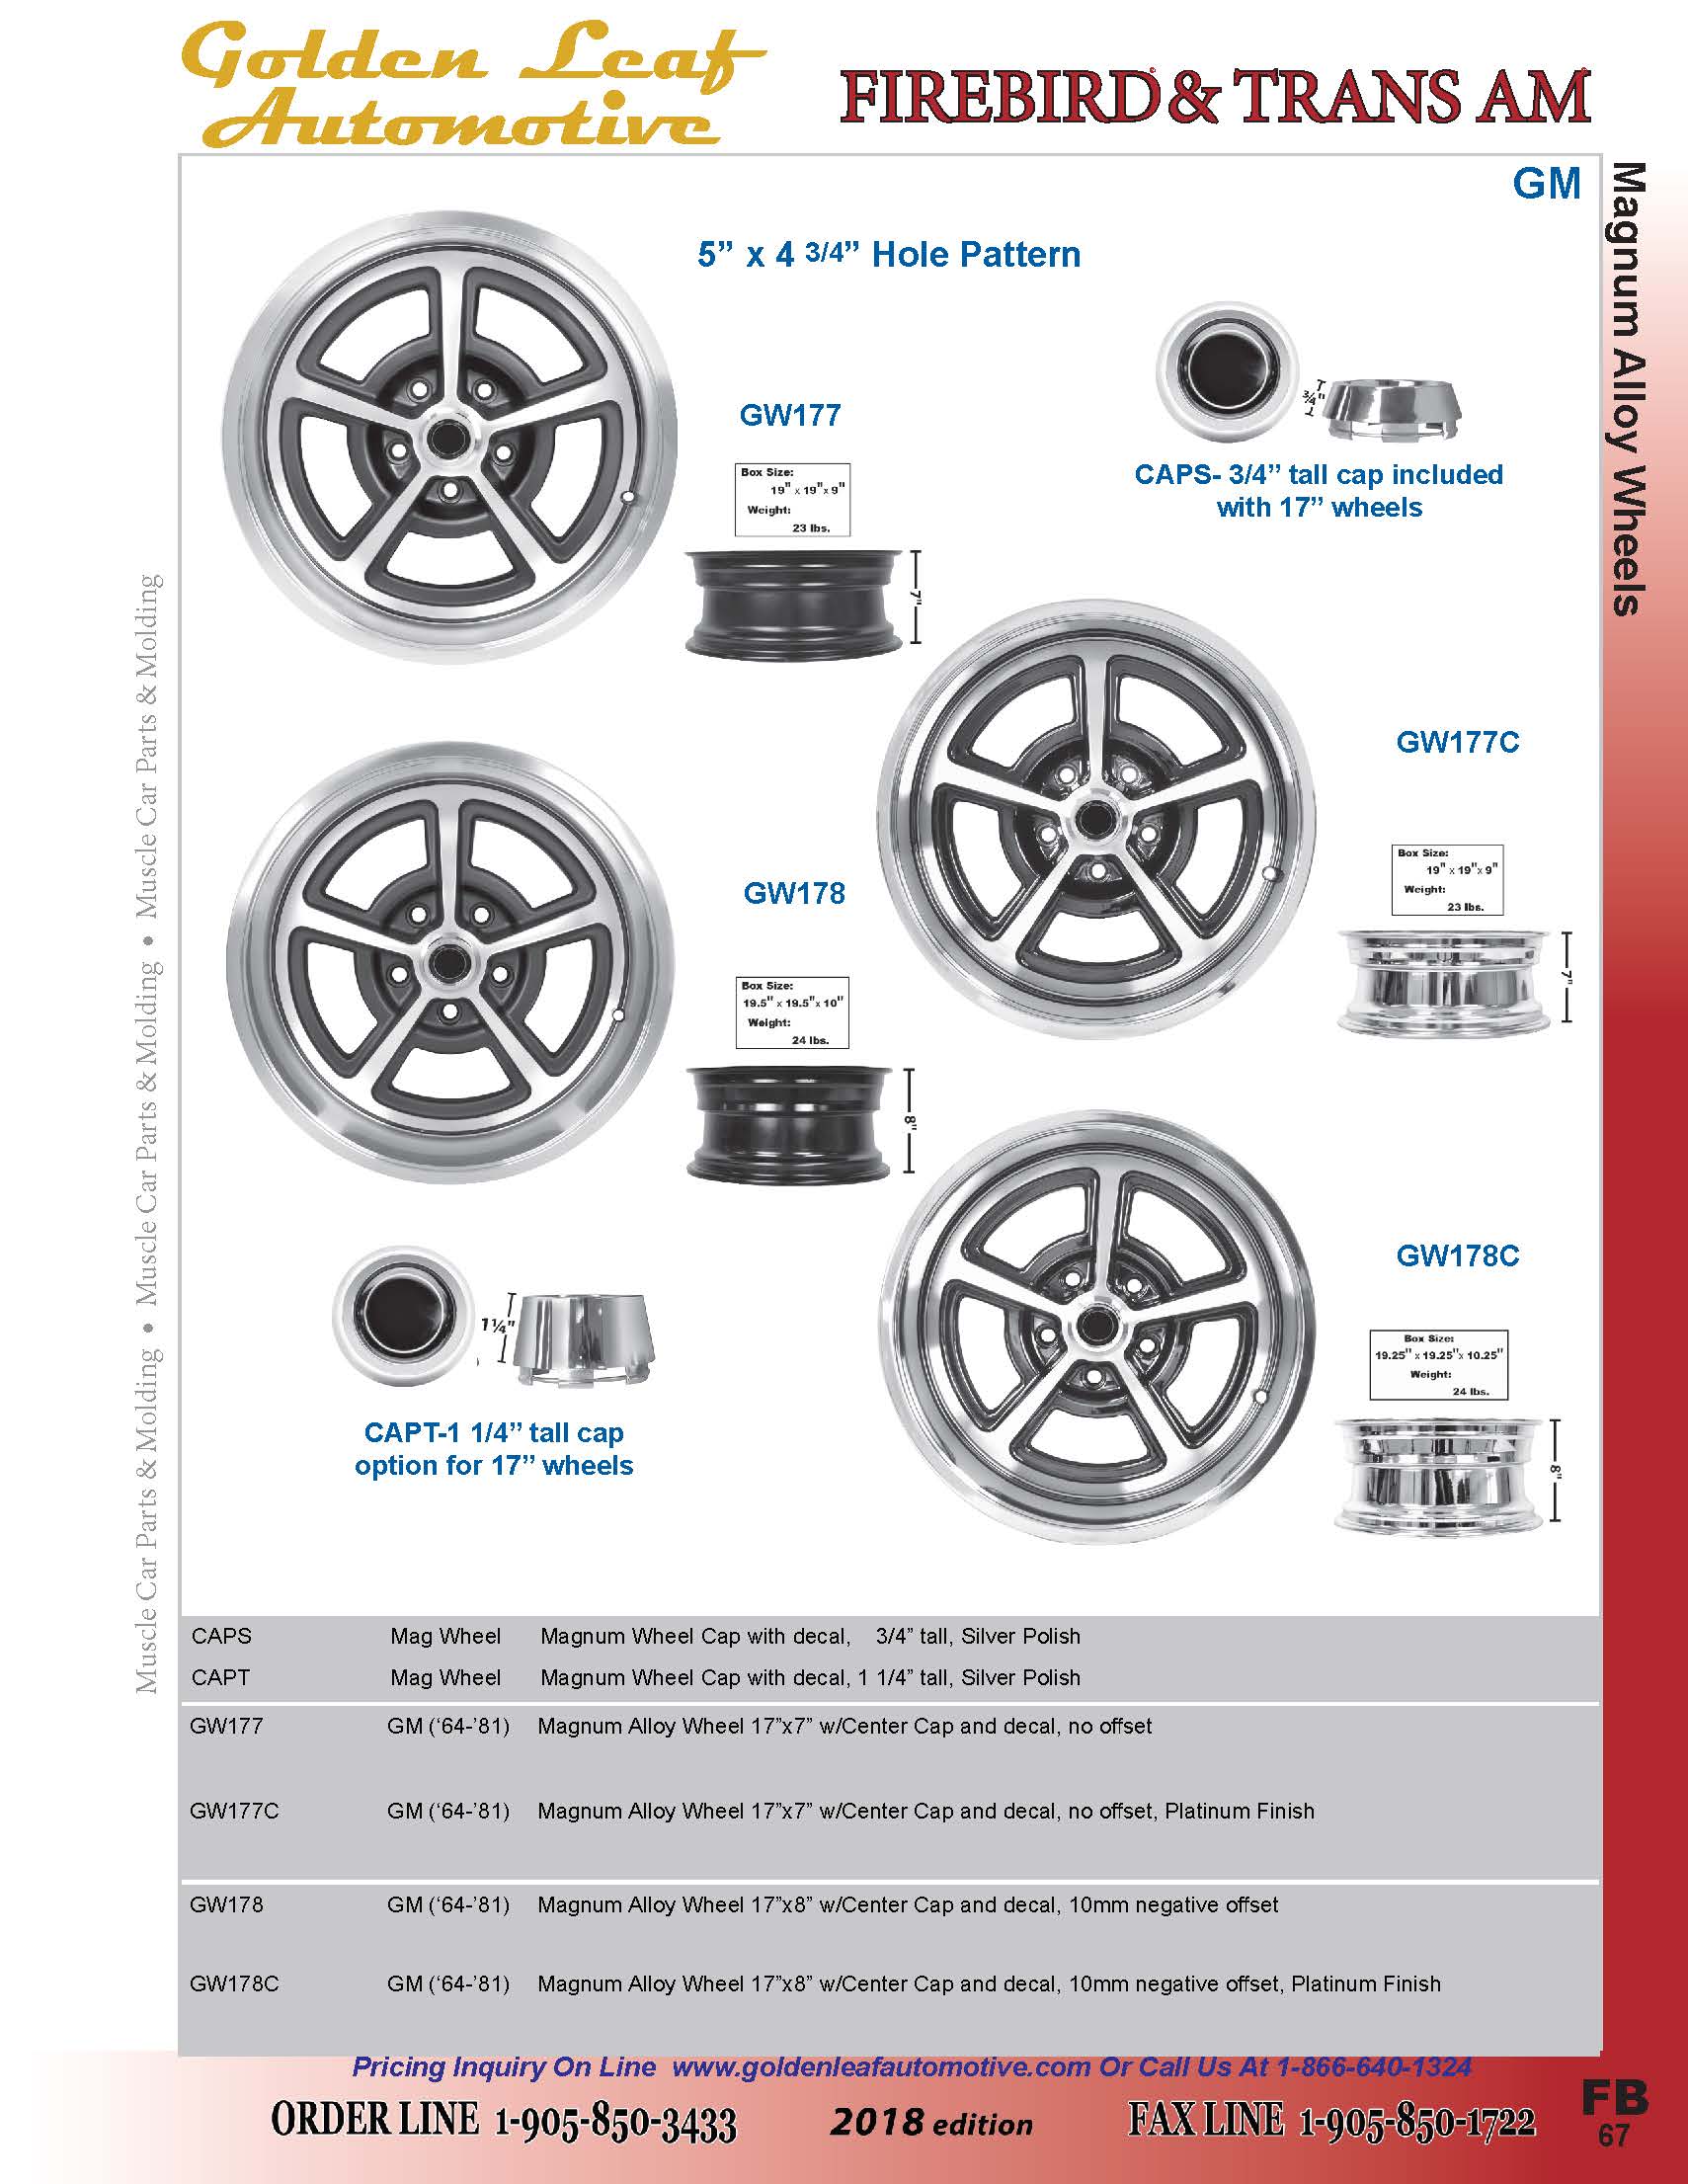 Golden Leaf
Automotive
FIREBIRD & TRANS AM
GM
Magnum Alloy Wheels
5” x 4 3/4” Hole Pattern
GW177
Box Size:
19" x 19"x 9"
Weight:
23 lbs.
7"
3/4"
CAPS- 3/4” tall cap included
with 17” wheels
GW177C
Box Size:
19" x 19"x 9"
Weight:
23 lbs.
7"
GW178
Box Size:
19.5" x 19.5"x 10"
Weight:
24 lbs.
8"
GW178C
Box Size:
19.25" x 19.25"x 10.25"
Weight:
24 lbs.
8"
1¼"
CAPT-1 1/4” tall cap
option for 17” wheels
Muscle Car Parts & Molding • Muscle Car Parts & Molding • Muscle Car Parts & Molding
CAPS Mag Wheel Magnum Wheel Cap with decal, 3/4” tall, Silver Polish
CAPT Mag Wheel Magnum Wheel Cap with decal, 1 1/4” tall, Silver Polish
GW177 GM (‘64-’81) Magnum Alloy Wheel 17”x7” w/Center Cap and decal, no offset
GW177C GM (‘64-’81) Magnum Alloy Wheel 17”x7” w/Center Cap and decal, no offset, Platinum Finish
GW178 GM (‘64-’81) Magnum Alloy Wheel 17”x8” w/Center Cap and decal, 10mm negative offset
GW178C GM (‘64-’81) Magnum Alloy Wheel 17”x8” w/Center Cap and decal, 10mm negative offset, Platinum Finish
Pricing Inquiry On Line www.goldenleafautomotive.com Or Call Us At 1-866-640-1324
ORDER LINE 1-905-850-3433 2018 edition FAX LINE 1-905-850-1722
FB
67